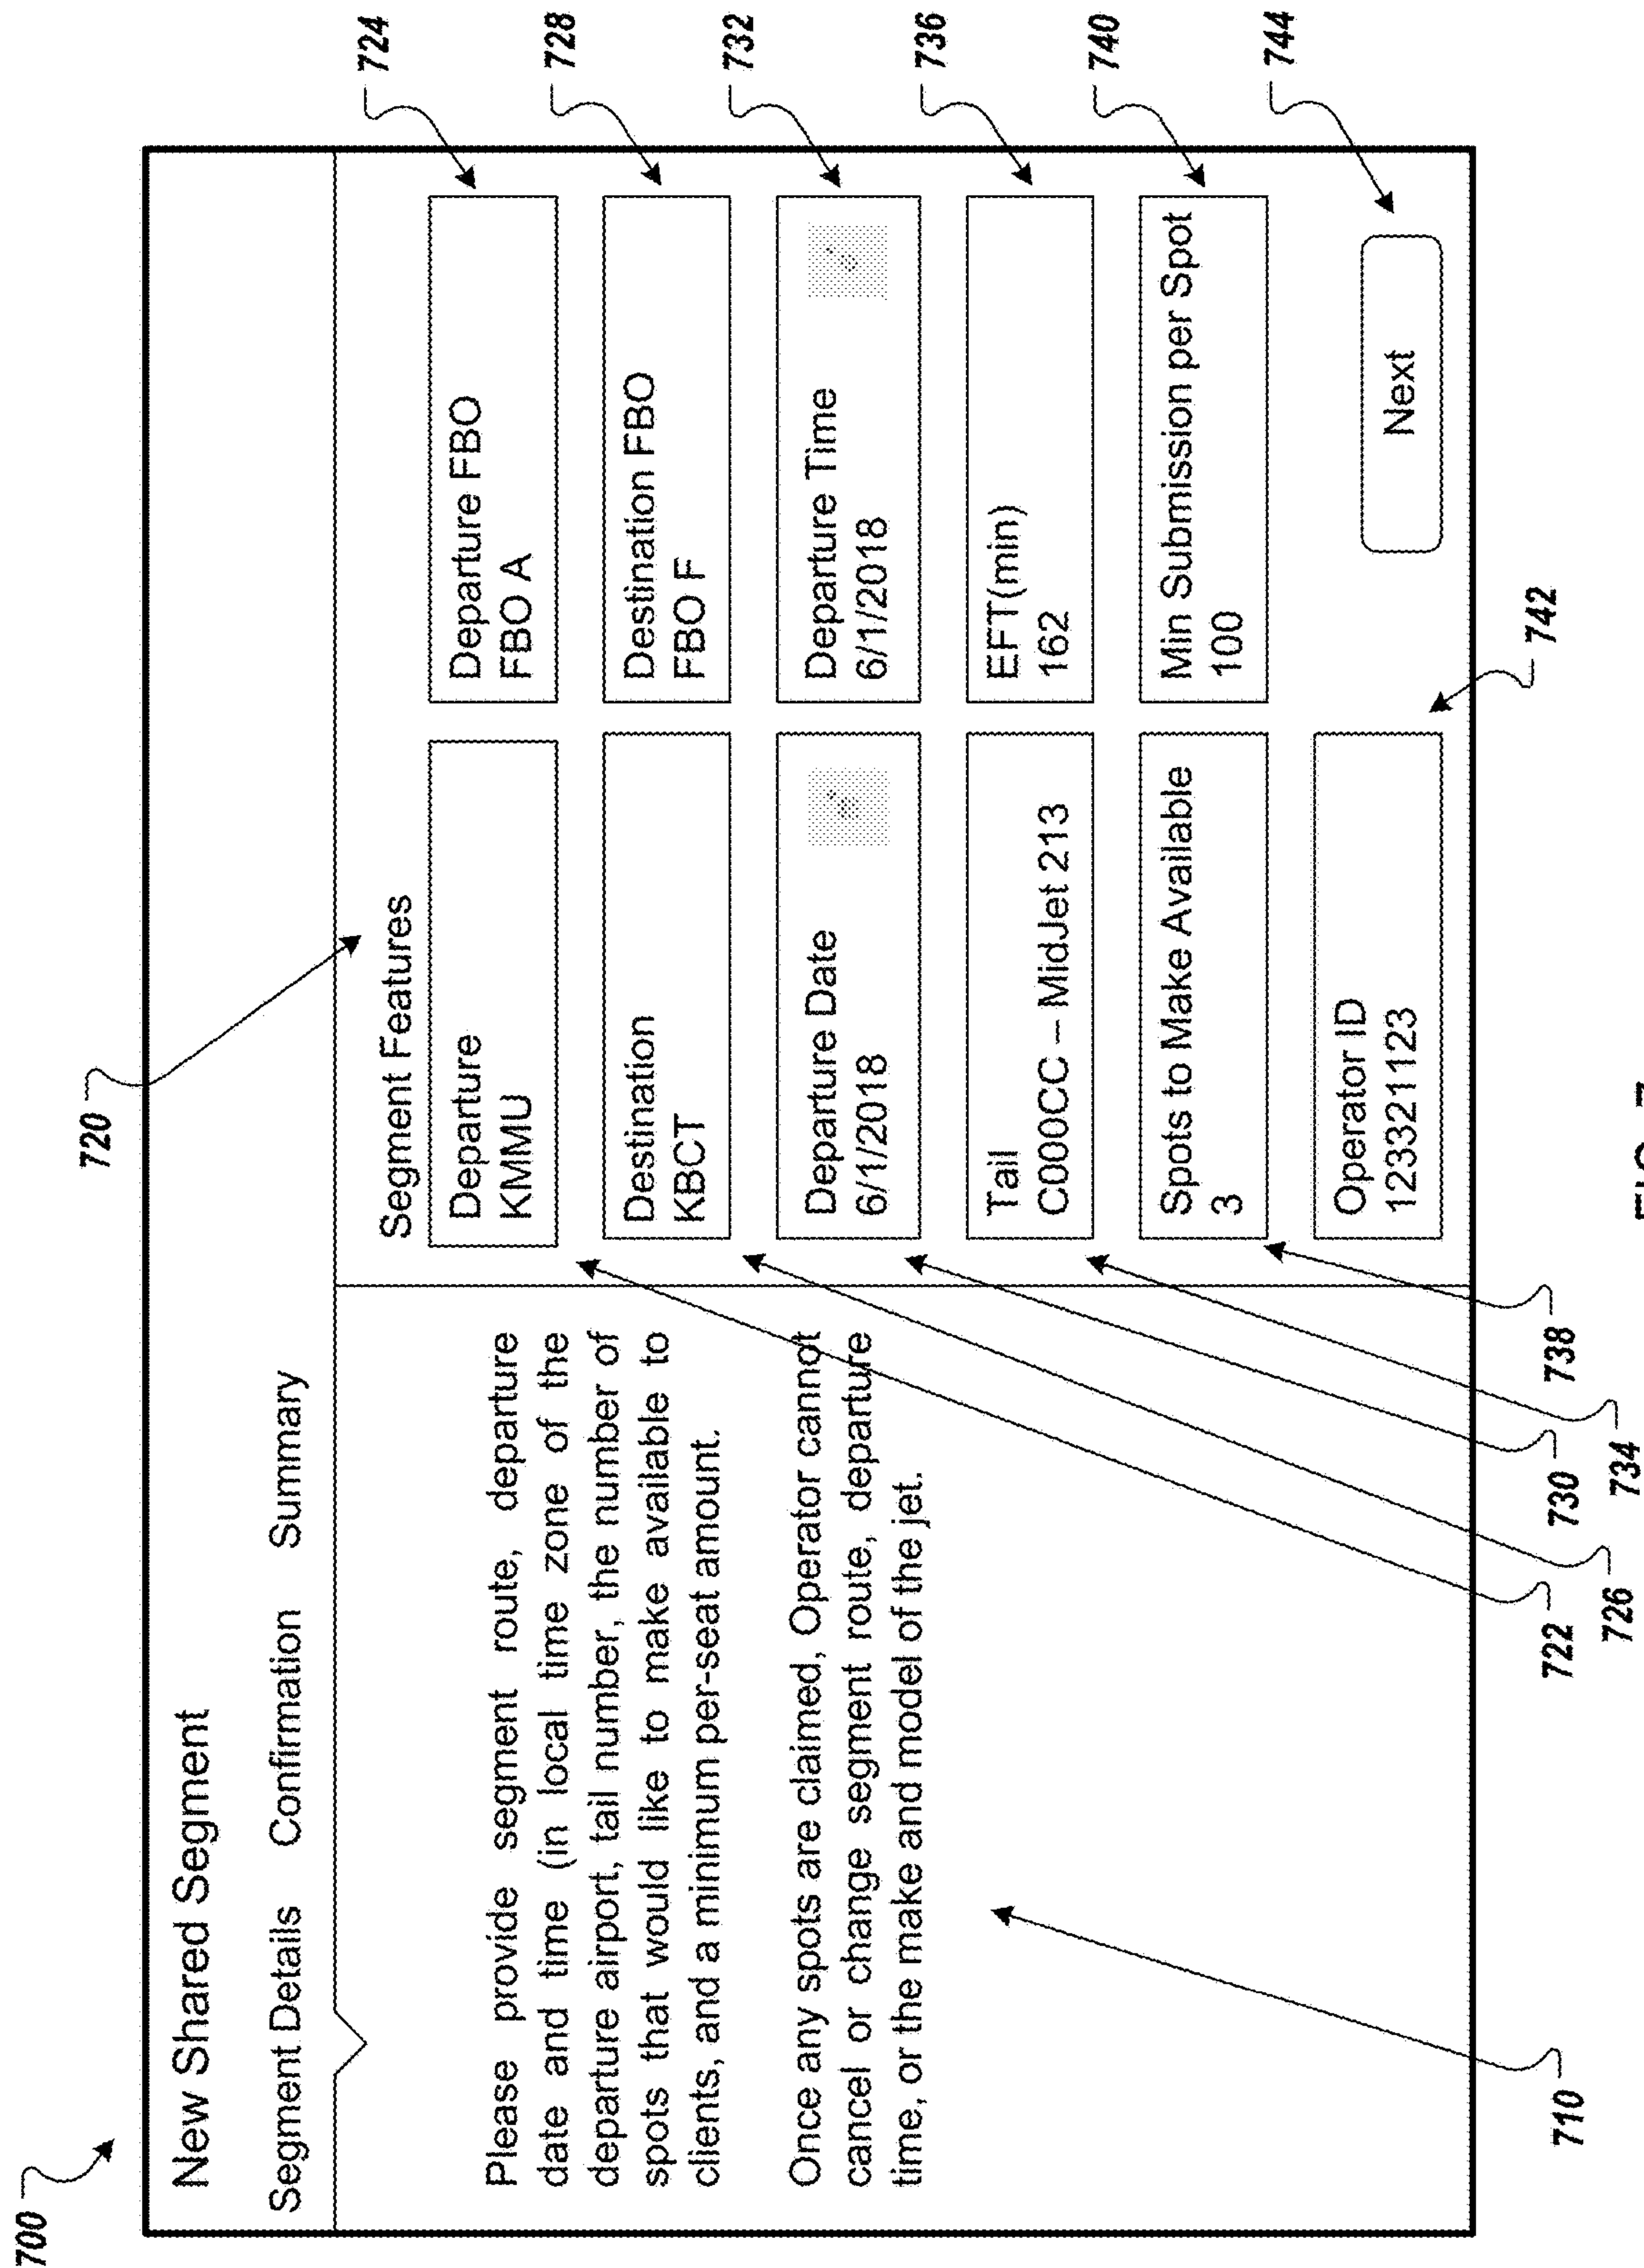 700
New Shared Segment
Segment Details Confirmation Summary
Please provide segment route, departure
date and time (in local time zone of the
departure airport, tail number, the number of
spots that would like to make available to
clients, and a minimum per-seat amount.
Once any spots are claimed, Operator cannot
cancel or change segment route, departure
time, or the make and model of the jet.
710
720
Segment Features
Departure
KMMU
Departure FBO
FBO A
724
Destination
KBCT
Destination FBO
FBO F
728
Departure Date
6/1/2018
Departure Time
6/1/2018
732
Tail
C000CC – MidJet 213
EFT(min)
162
736
Spots to Make Available
3
Min Submission per Spot
100
740
Operator ID
123321123
Next
744
722
726
730
734
738
742